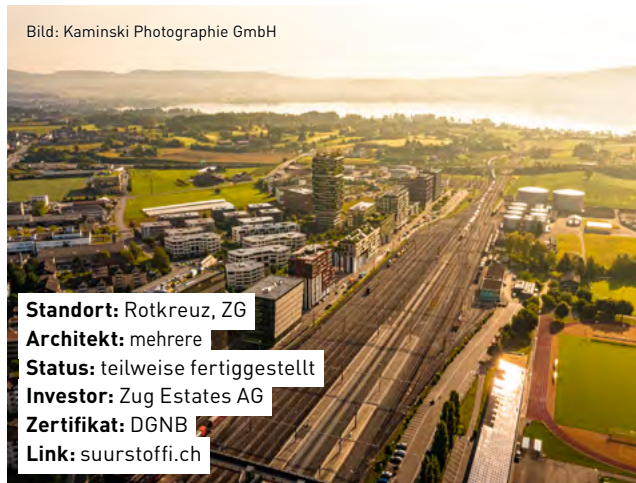 Bild: Kaminski Photographie GmbH
Standort: Rotkreuz, ZG
Architekt: mehrere
Status: teilweise fertiggestellt
Investor: Zug Estates AG
Zertifikat: DGNB
Link: suurstoffi.ch